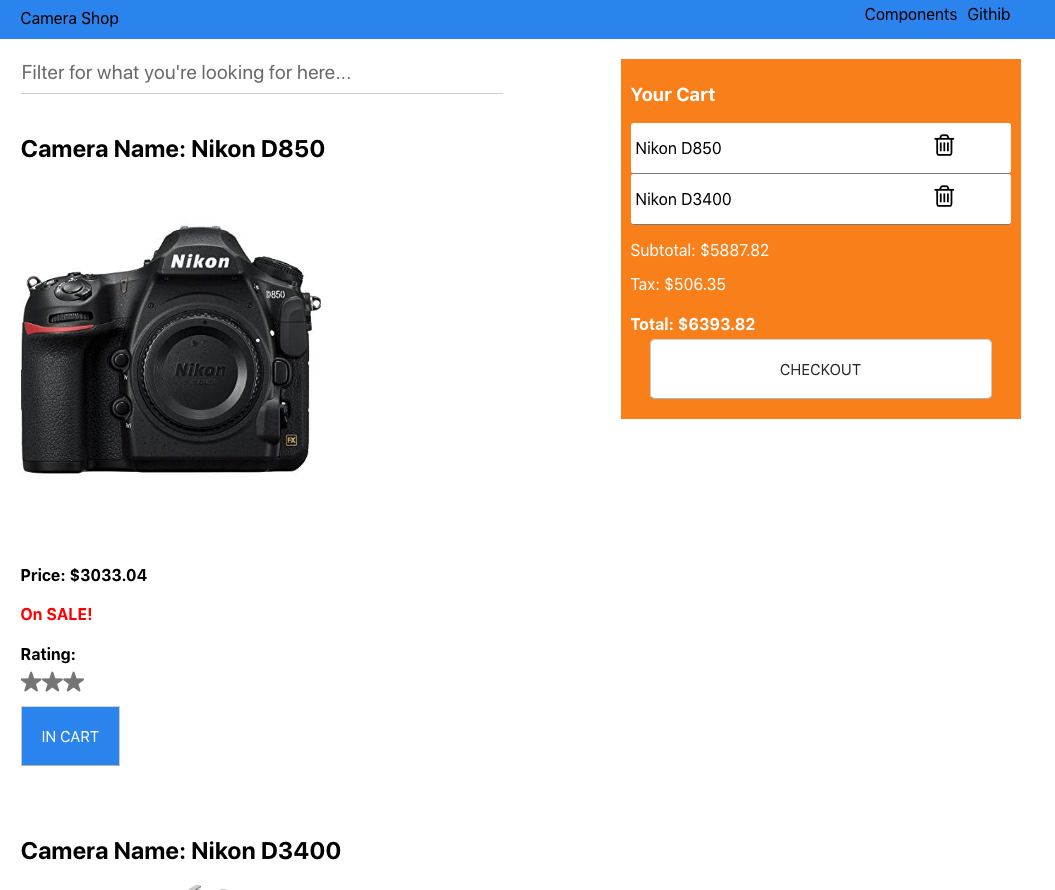 Camera Shop
Components Githib
Filter for what you're looking for here...
Camera Name: Nikon D850
Nikon
D850
Nikon
FX
Price: $3033.04
On SALE!
Rating:
IN CART
Camera Name: Nikon D3400
Your Cart
Nikon D850
Nikon D3400
Subtotal: $5887.82
Tax: $506.35
Total: $6393.82
CHECKOUT